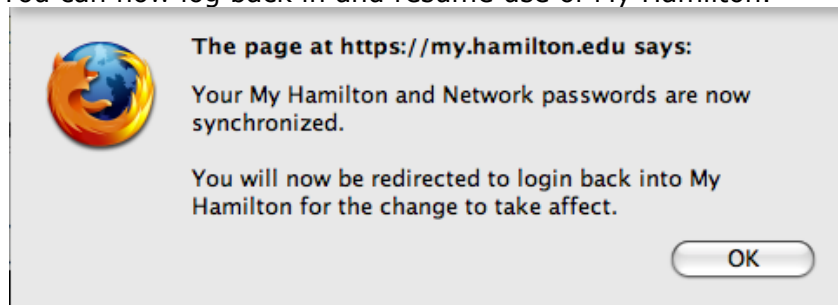 You can now log back in and resume use of My Hamilton.
The page at https://my.hamilton.edu says:
Your My Hamilton and Network passwords are now
synchronized.
You will now be redirected to login back into My
Hamilton for the change to take affect.
OK